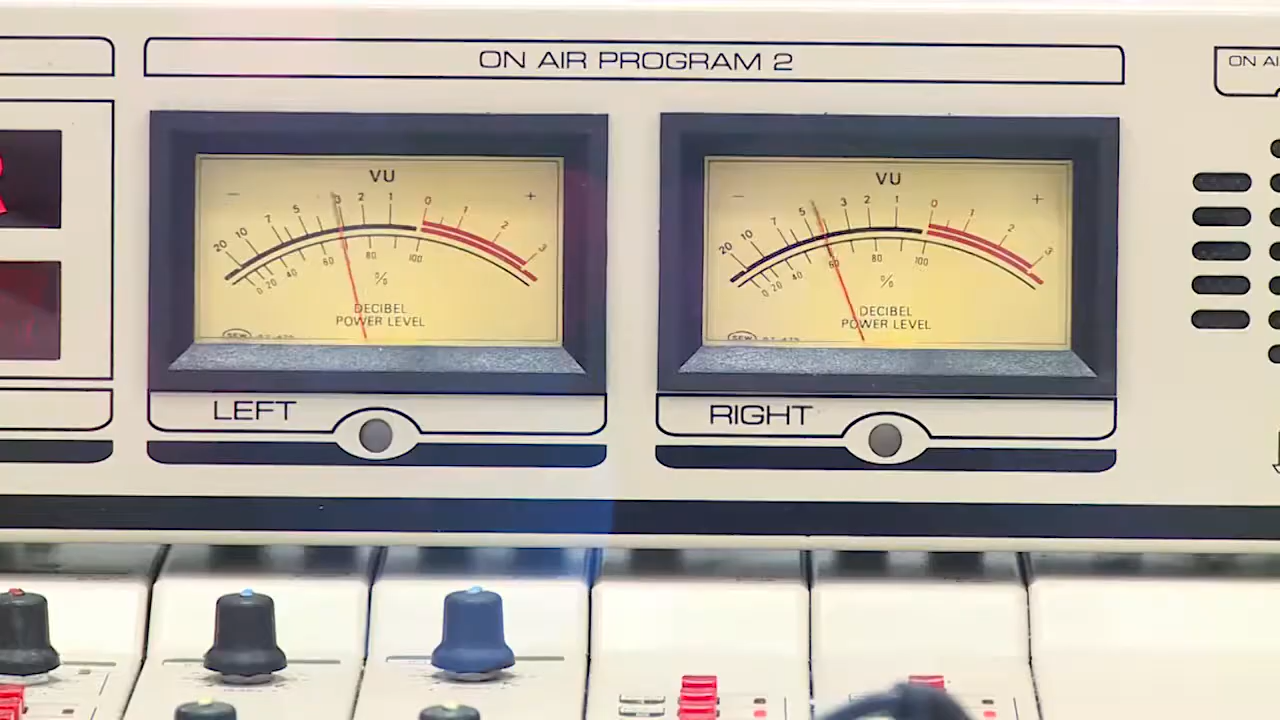 ON AIR PROGRAM 2
ON AI
R
VU
- +
20 10 7 5 3 2 1 0 1 2 3
0 20 40 60 80 100
%
DECIBEL
POWER LEVEL
SEW
LEFT
VU
- +
20 10 7 5 3 2 1 0 1 2 3
0 20 40 60 80 100
%
DECIBEL
POWER LEVEL
SEW
RIGHT